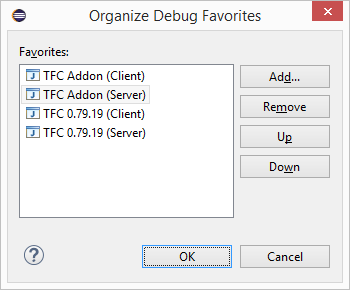 Organize Debug Favorites
Favorites:
TFC Addon (Client)
TFC Addon (Server)
TFC 0.79.19 (Client)
TFC 0.79.19 (Server)
Add...
Remove
Up
Down
OK
Cancel